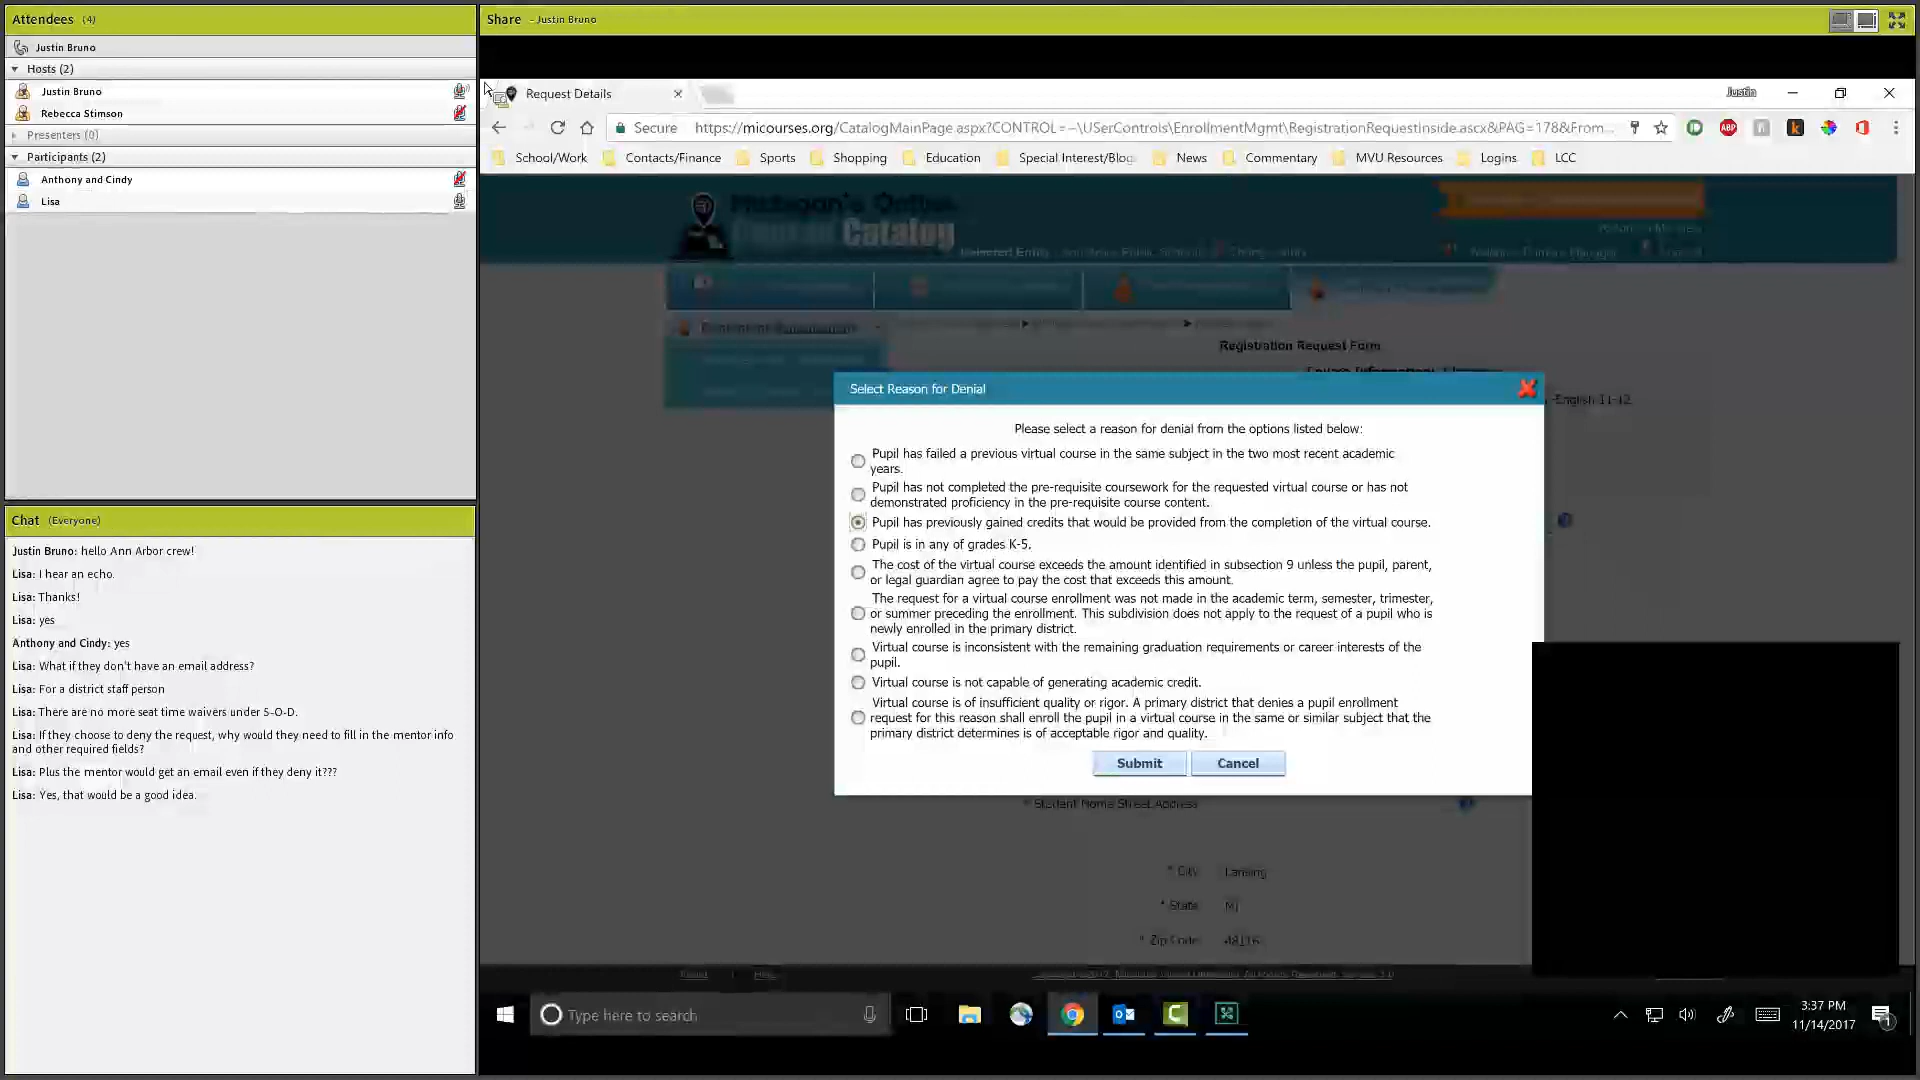 Attendees (4)
Justin Bruno
Hosts (2)
Justin Bruno
Rebecca Stimson
Presenters (0)
Participants (2)
Anthony and Cindy
Lisa
Chat (Everyone)
Justin Bruno: hello Ann Arbor crew!
Lisa: I hear an echo.
Lisa: Thanks!
Lisa: yes
Anthony and Cindy: yes
Lisa: What if they don't have an email address?
Lisa: For a district staff person
Lisa: There are no more seat time waivers under 5-O-D.
Lisa: If they choose to deny the request, why would they need to fill in the mentor info
and other required fields?
Lisa: Plus the mentor would get an email even if they deny it???
Lisa: Yes, that would be a good idea.
Share - Justin Bruno
Request Details
Justin
Secure https://micourses.org/CatalogMainPage.aspx?CONTROL=~\USerControls\EnrollmentMgmt\RegistrationRequestInside.ascx&PAG=178&From...
School/Work Contacts/Finance Sports Shopping Education Special Interest/Blog News Commentary MVU Resources Logins LCC
Michigan's Online
Course Catalog
Registration Request Form
-English 11-12
Select Reason for Denial
Please select a reason for denial from the options listed below:
Pupil has failed a previous virtual course in the same subject in the two most recent academic
years.
Pupil has not completed the pre-requisite coursework for the requested virtual course or has not
demonstrated proficiency in the pre-requisite course content.
Pupil has previously gained credits that would be provided from the completion of the virtual course.
Pupil is in any of grades K-5.
The cost of the virtual course exceeds the amount identified in subsection 9 unless the pupil, parent,
or legal guardian agree to pay the cost that exceeds this amount.
The request for a virtual course enrollment was not made in the academic term, semester, trimester,
or summer preceding the enrollment. This subdivision does not apply to the request of a pupil who is
newly enrolled in the primary district.
Virtual course is inconsistent with the remaining graduation requirements or career interests of the
pupil.
Virtual course is not capable of generating academic credit.
Virtual course is of insufficient quality or rigor. A primary district that denies a pupil enrollment
request for this reason shall enroll the pupil in a virtual course in the same or similar subject that the
primary district determines is of acceptable rigor and quality.
Submit Cancel
* Student Home Street Address
* City Lansing
* State MI
* Zip Code 48116
Type here to search
3:37 PM
11/14/2017